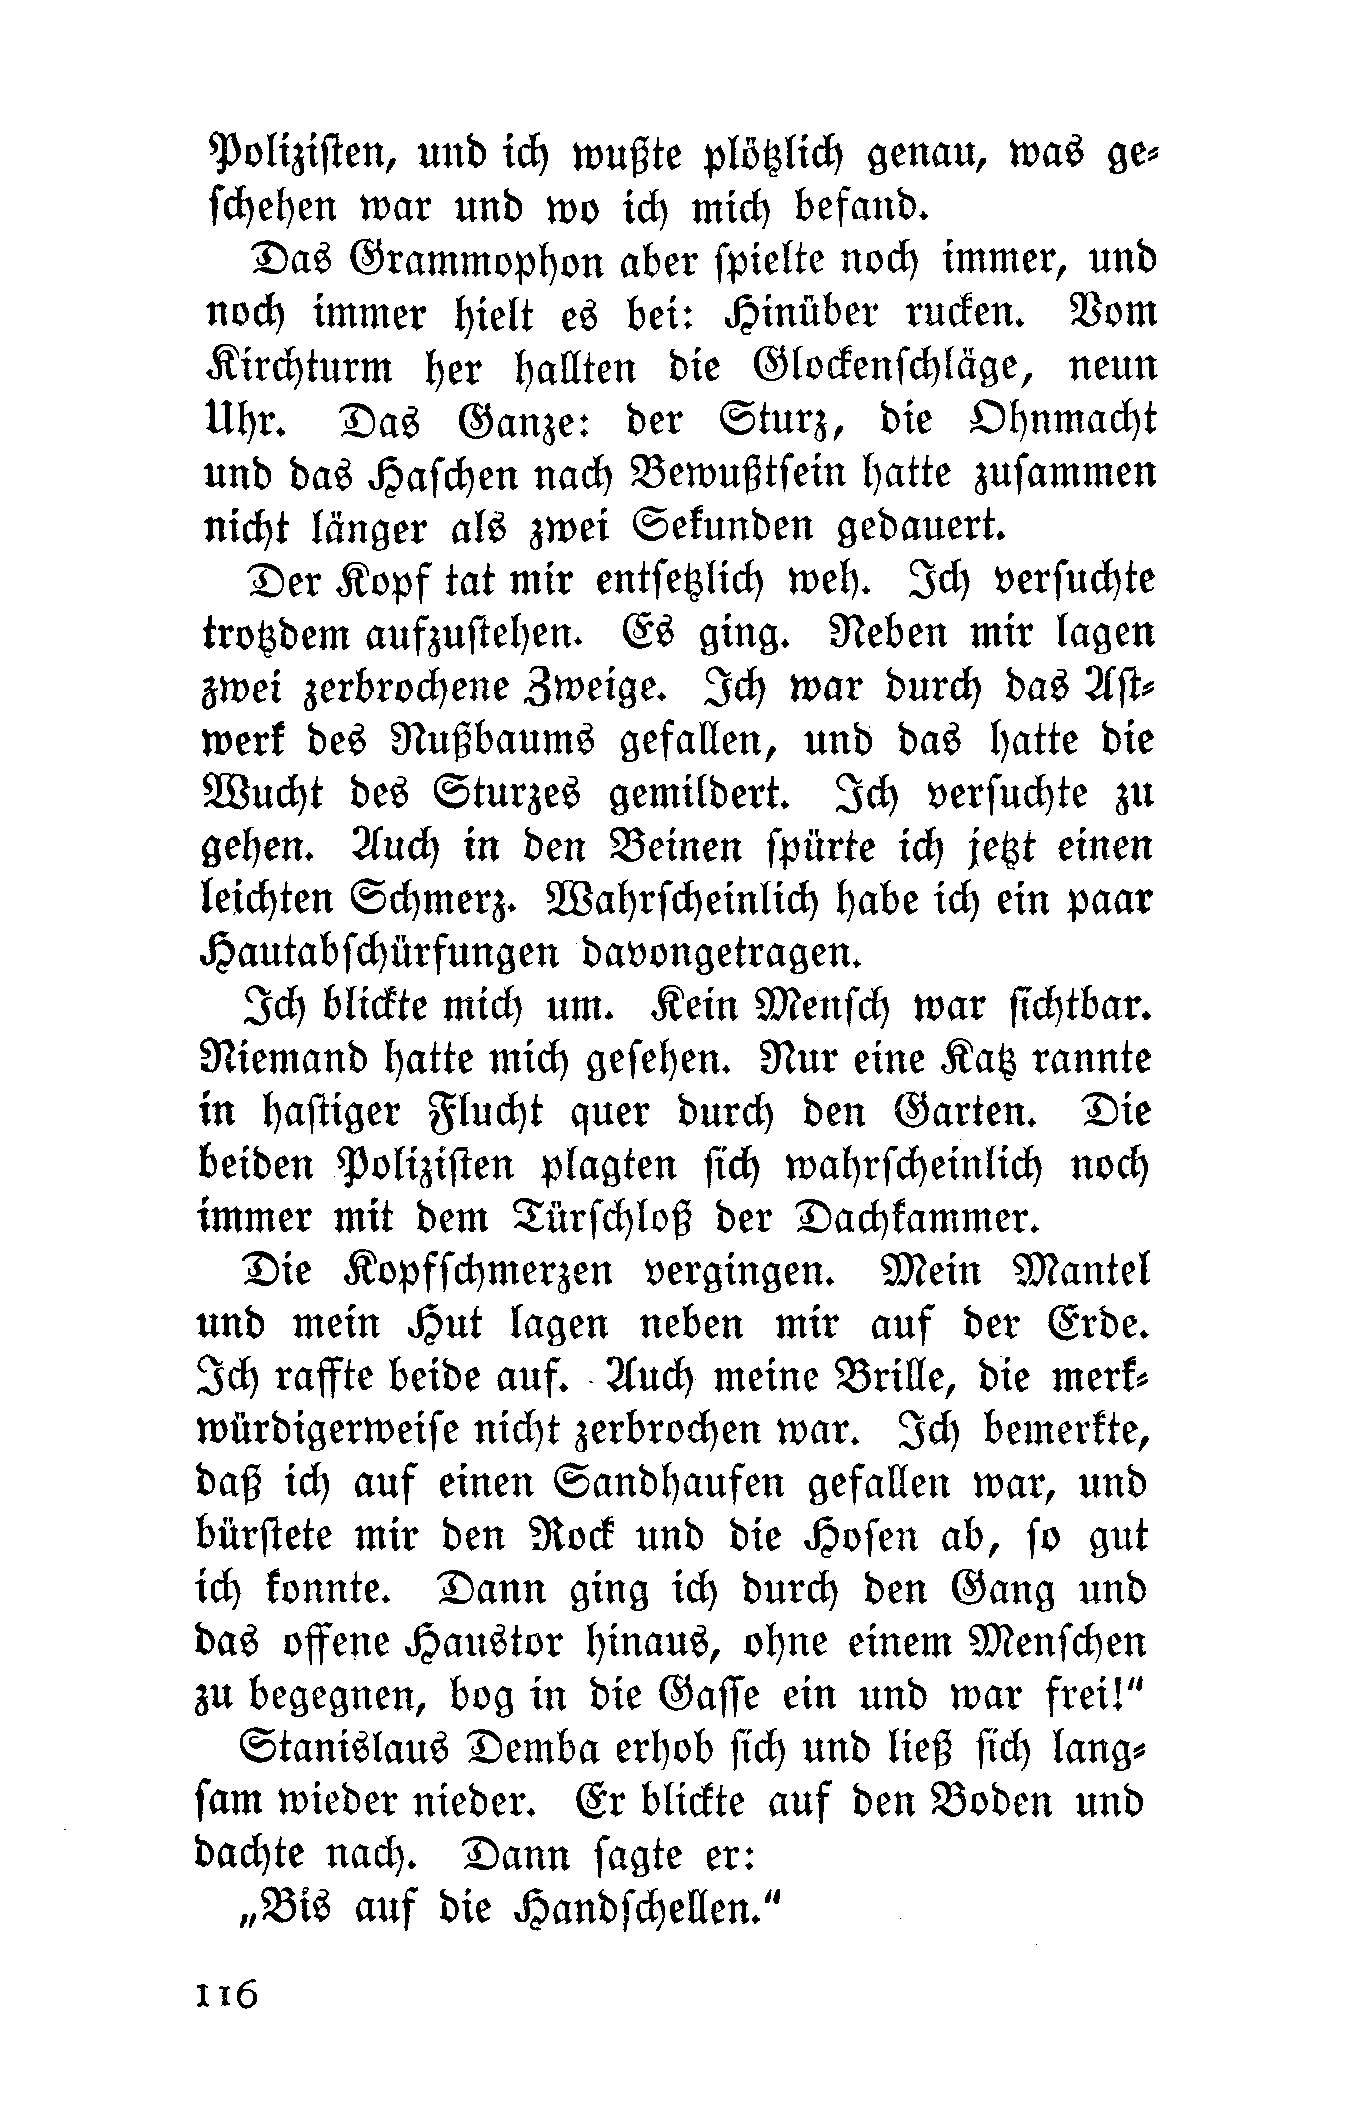 Polizisten, und ich wußte plötzlich genau, was ge-
schehen war und wo ich mich befand.
Das Grammophon aber spielte noch immer, und
noch immer hielt es bei: Hinüber rucken. Vom
Kirchturm her hallten die Glockenschläge, neun
Uhr. Das Ganze: der Sturz, die Ohnmacht
und das Haschen nach Bewußtsein hatte zusammen
nicht länger als zwei Sekunden gedauert.
Der Kopf tat mir entsetzlich weh. Ich versuchte
trotzdem aufzustehen. Es ging. Neben mir lagen
zwei zerbrochene Zweige. Ich war durch das Ast-
werk des Nußbaums gefallen, und das hatte die
Wucht des Sturzes gemildert. Ich versuchte zu
gehen. Auch in den Beinen spürte ich jetzt einen
leichten Schmerz. Wahrscheinlich habe ich ein paar
Hautabschürfungen davongetragen.
Ich blickte mich um. Kein Mensch war sichtbar.
Niemand hatte mich gesehen. Nur eine Katz rannte
in hastiger Flucht quer durch den Garten. Die
beiden Polizisten plagten sich wahrscheinlich noch
immer mit dem Türschloß der Dachkammer.
Die Kopfschmerzen vergingen. Mein Mantel
und mein Hut lagen neben mir auf der Erde.
Ich raffte beide auf. Auch meine Brille, die merk-
würdigerweise nicht zerbrochen war. Ich bemerkte,
daß ich auf einen Sandhaufen gefallen war, und
bürstete mir den Rock und die Hosen ab, so gut
ich konnte. Dann ging ich durch den Gang und
das offene Haustor hinaus, ohne einem Menschen
zu begegnen, bog in die Gasse ein und war frei!“
Stanislaus Demba erhob sich und ließ sich lang-
sam wieder nieder. Er blickte auf den Boden und
dachte nach. Dann sagte er:
„Bis auf die Handschellen.“
116